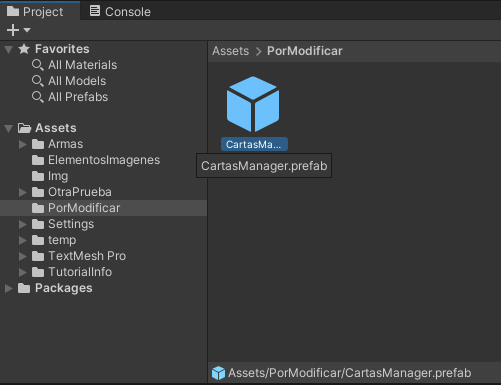 Project
Console
Favorites
All Materials
All Models
All Prefabs
Assets
Armas
ElementosImagenes
Img
OtraPrueba
PorModificar
Settings
temp
TextMesh Pro
TutorialInfo
Packages
Assets > PorModificar
CartasMa...
CartasManager.prefab
Assets/PorModificar/CartasManager.prefab